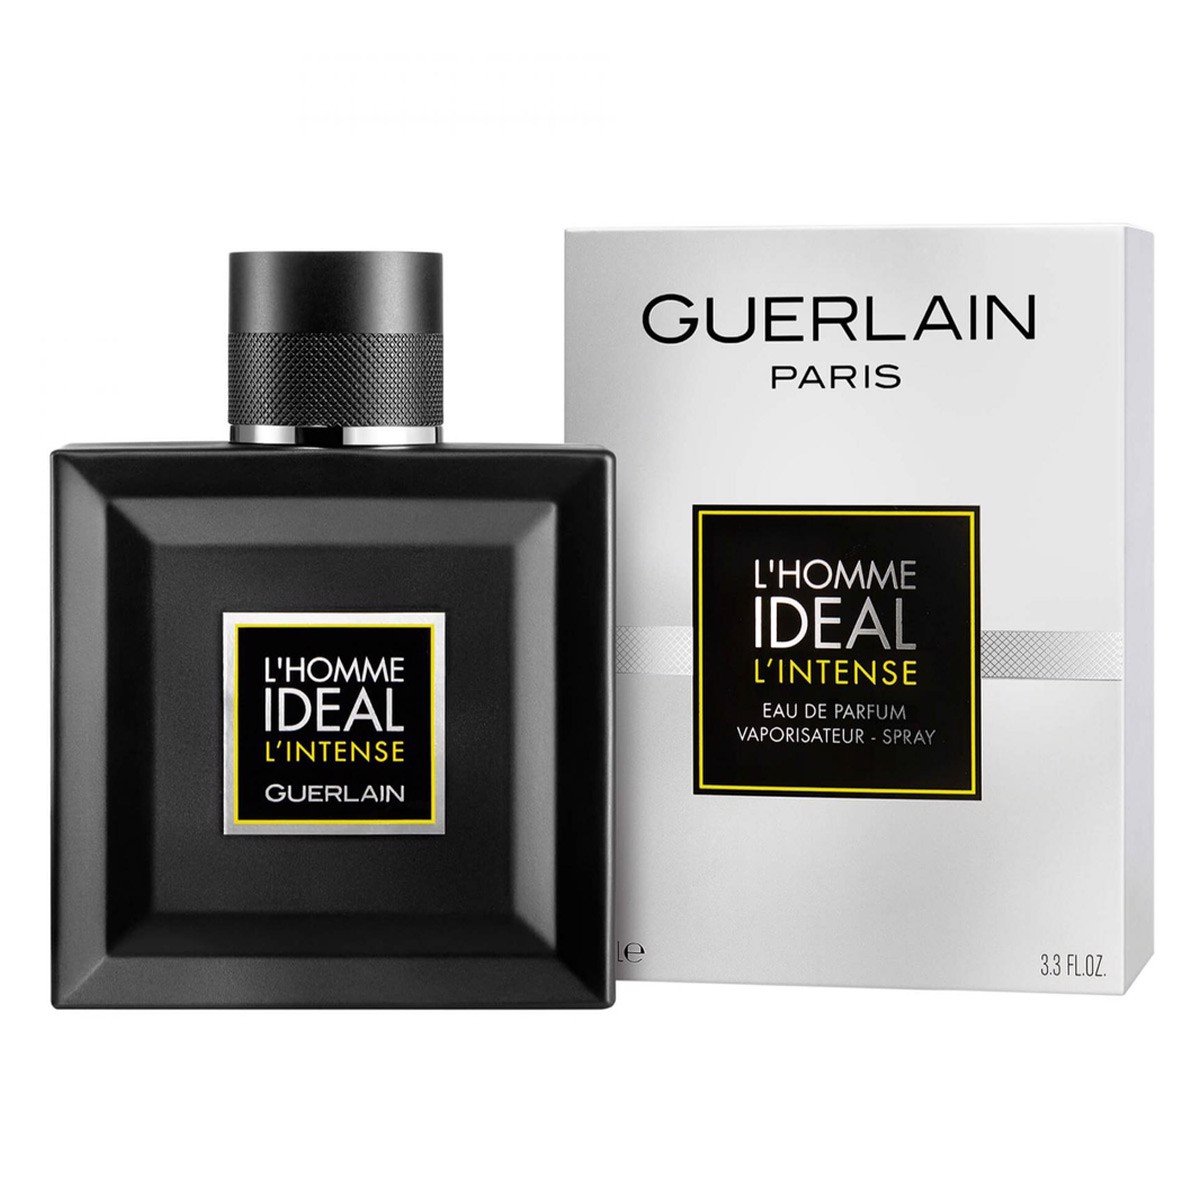 L'HOMME
IDEAL
L'INTENSE
GUERLAIN
GUERLAIN
PARIS
L'HOMME
IDEAL
L'INTENSE
EAU DE PARFUM
VAPORISATEUR - SPRAY
L℮
3.3 FL.OZ.